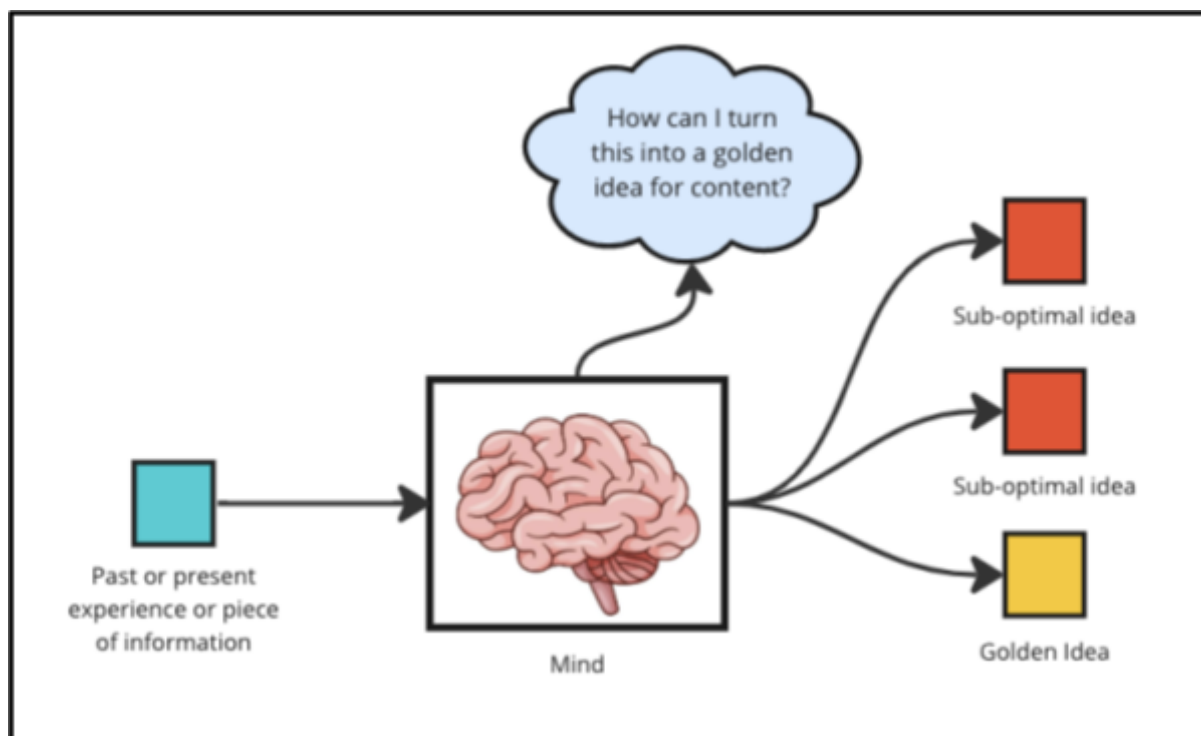 How can I turn
this into a golden
idea for content?
Sub-optimal idea
Sub-optimal idea
Past or present
experience or piece
of information
Mind
Golden Idea